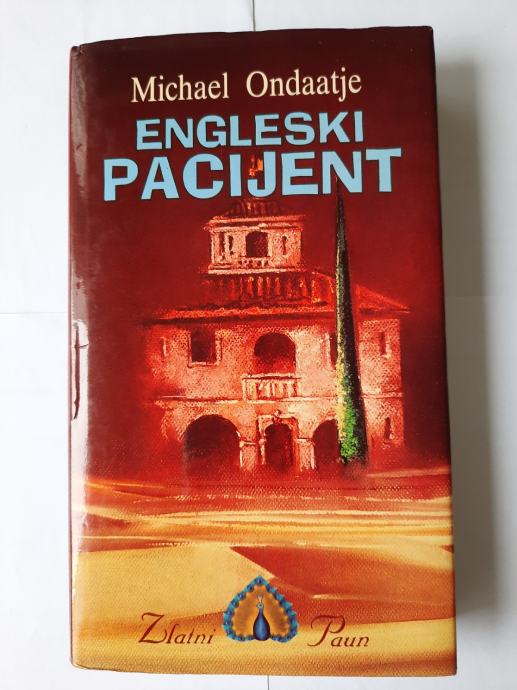 Michael Ondaatje
ENGLESKI
PACIJENT
Zlatni Paun